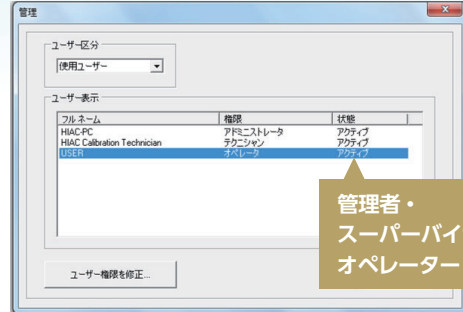 管理
ユーザー区分
使用ユーザー
ユーザー表示
フル ネーム 権限 状態
HIAC-PC アドミニストレータ アクティブ
HIAC Calibration Technician テクニシャン アクティブ
USER オペレータ アクティブ
管理者・
スーパーバイ
オペレーター
ユーザー権限を修正...